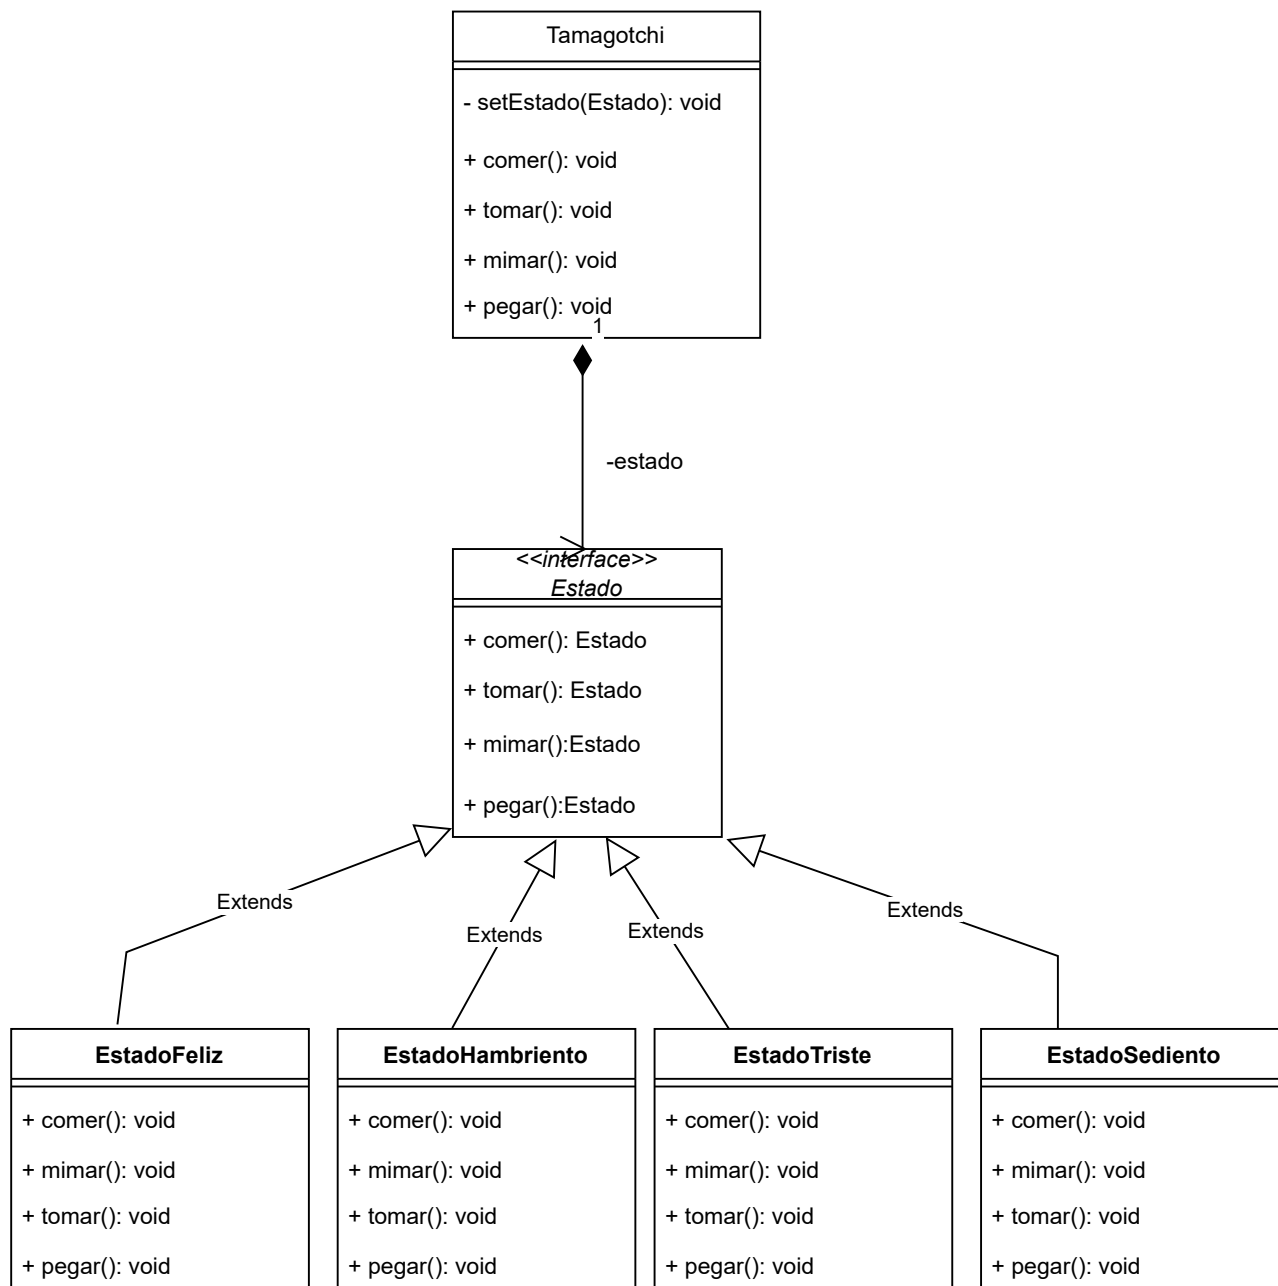 Tamagotchi
- setEstado(Estado): void
+ comer(): void
+ tomar(): void
+ mimar(): void
+ pegar(): void
1
-estado
<<interface>>
Estado
+ comer(): Estado
+ tomar(): Estado
+ mimar():Estado
+ pegar():Estado
Extends
Extends
Extends
Extends
EstadoFeliz
+ comer(): void
+ mimar(): void
+ tomar(): void
+ pegar(): void
EstadoHambriento
+ comer(): void
+ mimar(): void
+ tomar(): void
+ pegar(): void
EstadoTriste
+ comer(): void
+ mimar(): void
+ tomar(): void
+ pegar(): void
EstadoSediento
+ comer(): void
+ mimar(): void
+ tomar(): void
+ pegar(): void